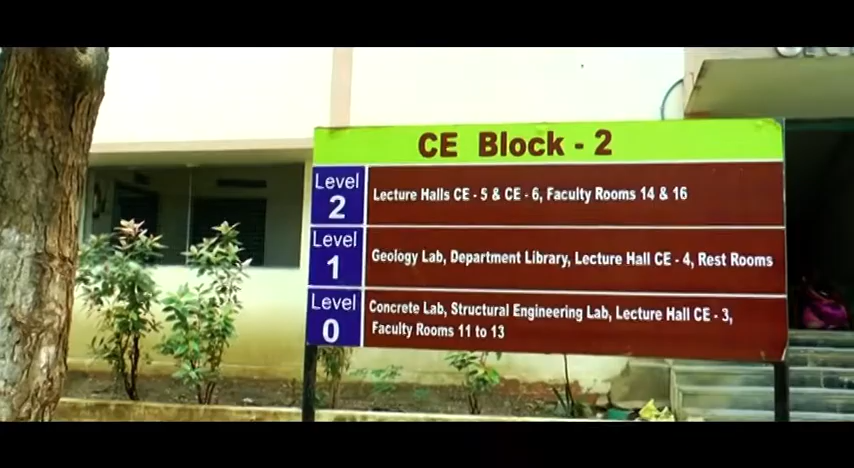 CE Block - 2
Level 2
Lecture Halls CE - 5 & CE - 6, Faculty Rooms 14 & 16
Level 1
Geology Lab, Department Library, Lecture Hall CE - 4, Rest Rooms
Level 0
Concrete Lab, Structural Engineering Lab, Lecture Hall CE - 3,
Faculty Rooms 11 to 13